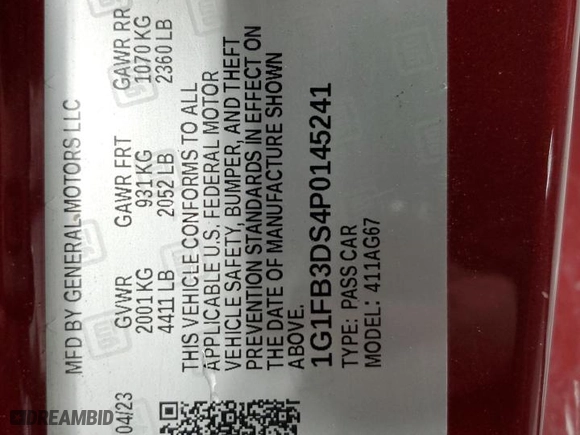 MFD BY GENERAL MOTORS LLC
04/23
GVWR
2001 KG
4411 LB
GAWR FRT
931 KG
2052 LB
GAWR RR
1070 KG
2360 LB
THIS VEHICLE CONFORMS TO ALL
APPLICABLE U.S. FEDERAL MOTOR
VEHICLE SAFETY, BUMPER, AND THEFT
PREVENTION STANDARDS IN EFFECT ON
THE DATE OF MANUFACTURE SHOWN
ABOVE.
1G1FB3DS4P0145241
TYPE: PASS CAR
MODEL: 411AG67
DREAMBID
gm